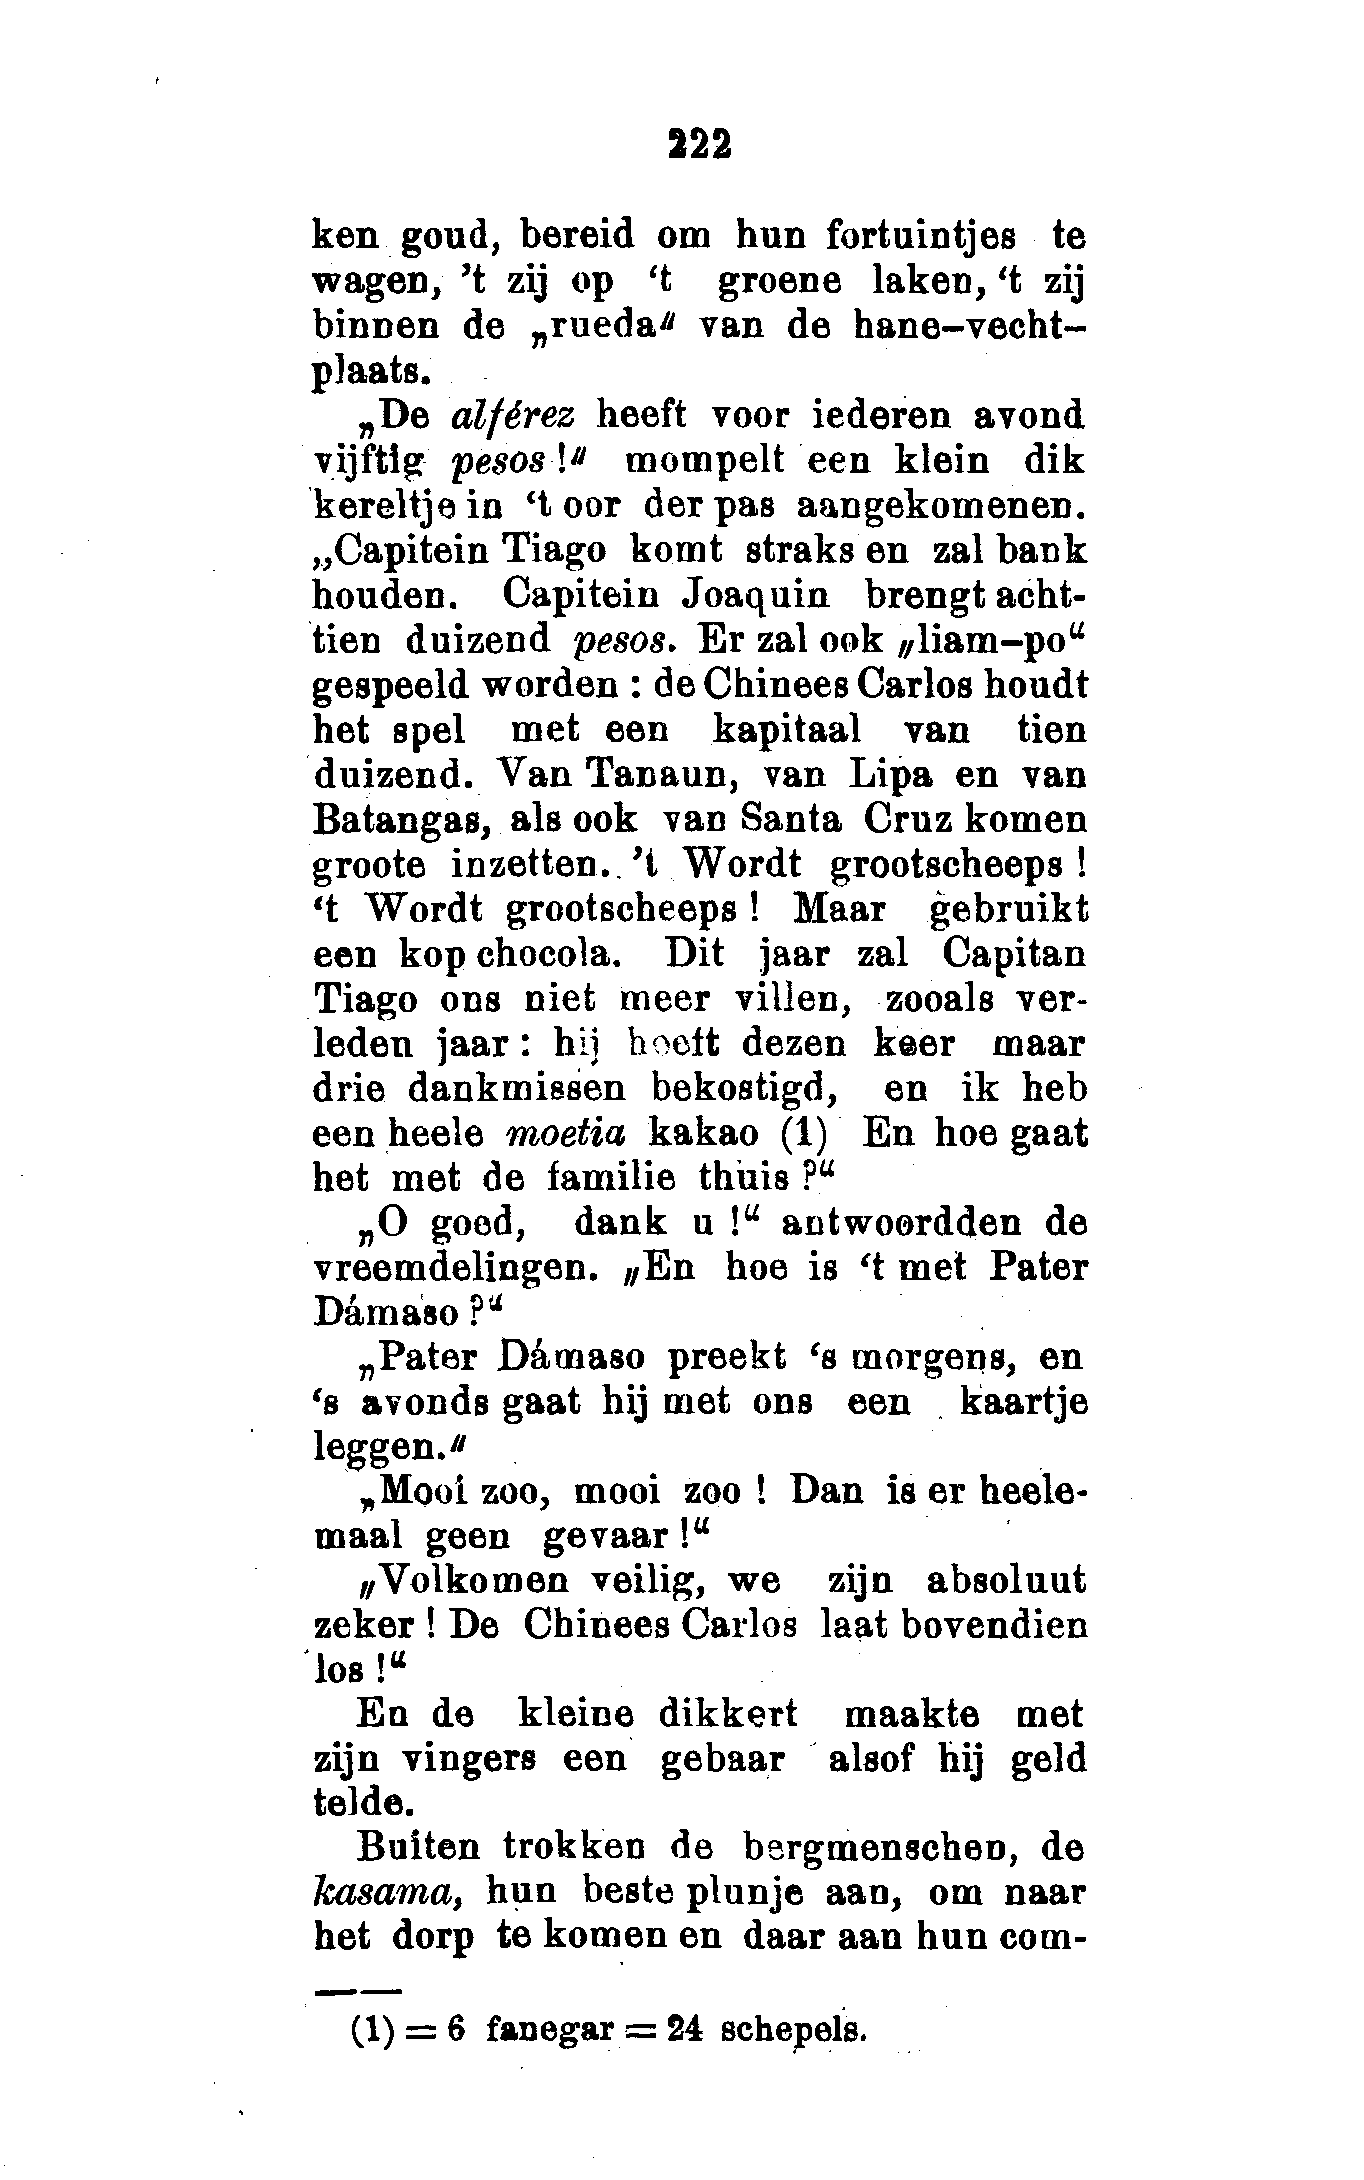 222
ken goud, bereid om hun fortuintjes te
wagen, ’t zij op ‘t groene laken, ‘t zij
binnen de „rueda“ van de hane-vecht-
plaats.
„De alférez heeft voor iederen avond
vijftig pesos!“ mompelt een klein dik
kereltje in ‘t oor der pas aangekomenen.
„Capitein Tiago komt straks en zal bank
houden. Capitein Joaquin brengt acht-
tien duizend pesos. Er zal ook „liam-po“
gespeeld worden : de Chinees Carlos houdt
het spel met een kapitaal van tien
duizend. Van Tanaun, van Lipa en van
Batangas, als ook van Santa Cruz komen
groote inzetten. ’t Wordt grootscheeps !
‘t Wordt grootscheeps ! Maar gebruikt
een kop chocola. Dit jaar zal Capitan
Tiago ons niet meer villen, zooals ver-
leden jaar : hij heeft dezen keer maar
drie dankmissen bekostigd, en ik heb
een heele moetia kakao (1) En hoe gaat
het met de familie thuis ?“
„O goed, dank u !“ antwoordden de
vreemdelingen. „En hoe is ‘t met Pater
Dámaso ?“
„Pater Dámaso preekt ‘s morgens, en
‘s avonds gaat hij met ons een kaartje
leggen.“
„Mooi zoo, mooi zoo ! Dan is er heele-
maal geen gevaar !“
„Volkomen veilig, we zijn absoluut
zeker ! De Chinees Carlos laat bovendien
los !“
En de kleine dikkert maakte met
zijn vingers een gebaar alsof hij geld
telde.
Buiten trokken de bergmenschen, de
kasama, hun beste plunje aan, om naar
het dorp te komen en daar aan hun com-
(1) = 6 fanegar = 24 schepels.